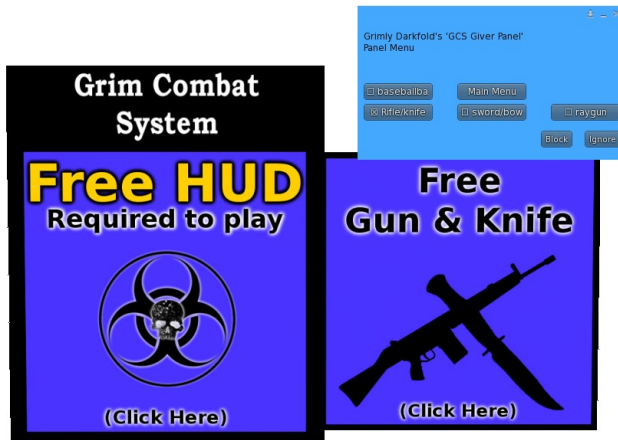 Grimly Darkfold's 'GCS Giver Panel'
Panel Menu
☐ baseballba
Main Menu
☒ Rifle/knife
☐ sword/bow
☐ raygun
Block
Ignore
Grim Combat
System
Free HUD
Required to play
(Click Here)
Free
Gun & Knife
(Click Here)